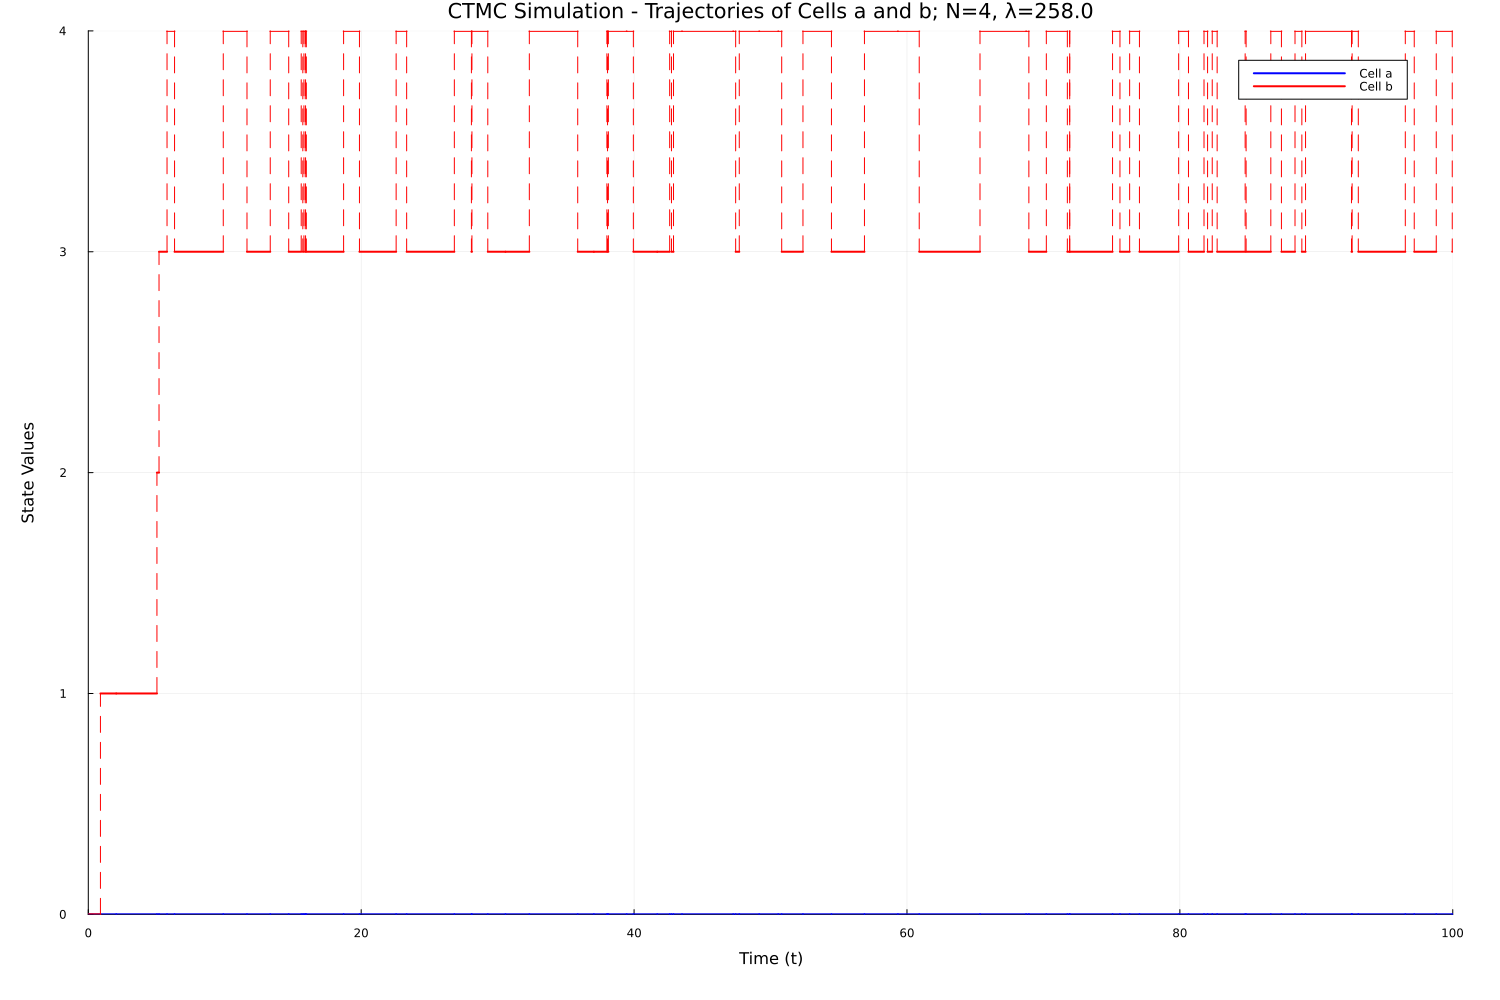 CTMC Simulation - Trajectories of Cells a and b; N=4, λ=258.0
4
Cell a
Cell b
3
State Values
2
1
0
0 20 40 60 80 100
Time (t)